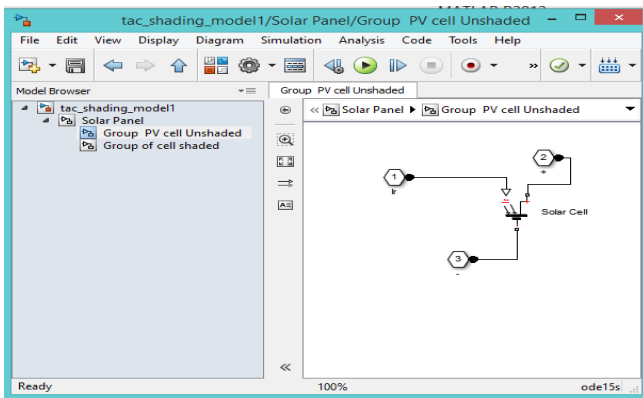 tac_shading_model1/Solar Panel/Group PV cell Unshaded
File Edit View Display Diagram Simulation Analysis Code Tools Help
Model Browser
Group PV cell Unshaded
tac_shading_model1
Solar Panel
Group PV cell Unshaded
Group of cell shaded
« Solar Panel ▶ Group PV cell Unshaded
1
Ir
2
+
Solar Cell
3
-
Ready 100% ode15s